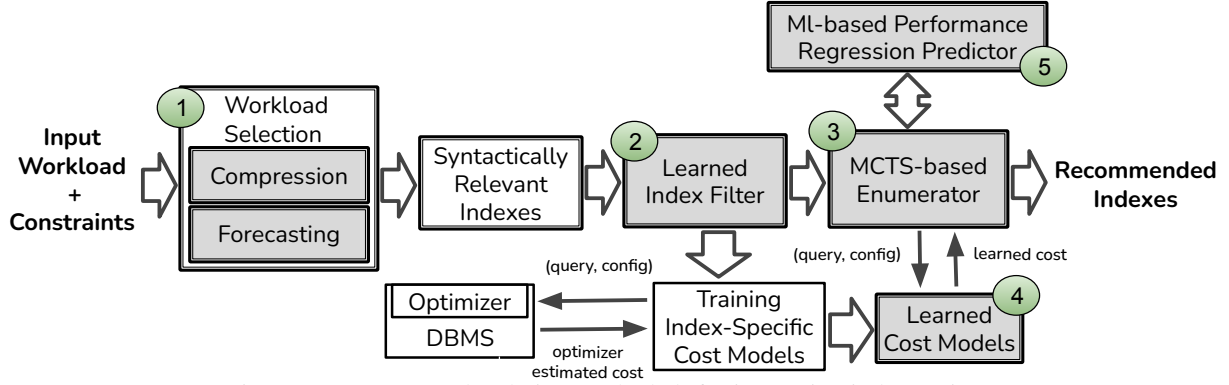 Ml-based Performance
Regression Predictor
5
1
Workload
Selection
Compression
Forecasting
Input
Workload
+
Constraints
Syntactically
Relevant
Indexes
2
Learned
Index Filter
3
MCTS-based
Enumerator
Recommended
Indexes
(query, config)
(query, config)
learned cost
Optimizer
DBMS
optimizer
estimated cost
Training
Index-Specific
Cost Models
4
Learned
Cost Models